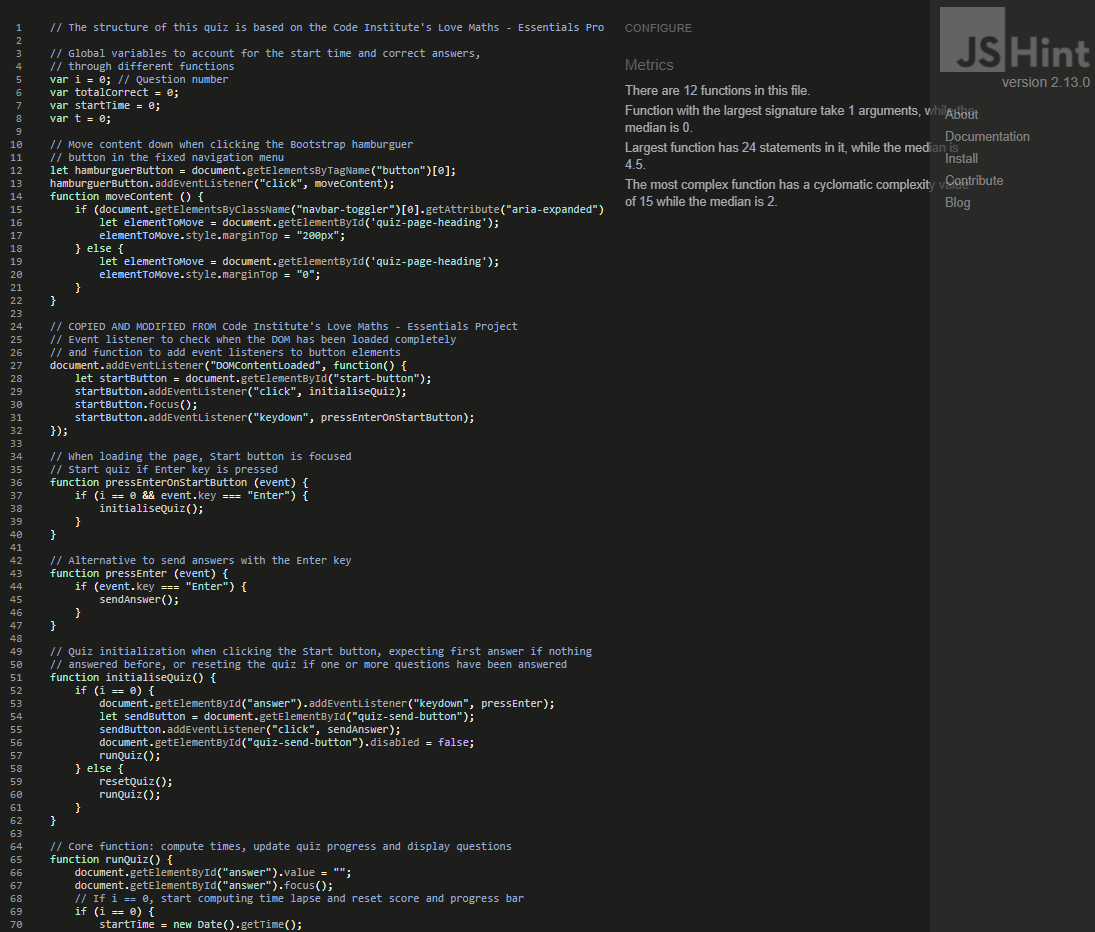 1 // The structure of this quiz is based on the Code Institute's Love Maths - Essentials Pro
2
3 // Global variables to account for the start time and correct answers,
4 // through different functions
5 var i = 0; // Question number
6 var totalCorrect = 0;
7 var startTime = 0;
8 var t = 0;
9
10 // Move content down when clicking the Bootstrap hamburguer
11 // button in the fixed navigation menu
12 let hamburguerButton = document.getElementsByTagName("button")[0];
13 hamburguerButton.addEventListener("click", moveContent);
14 function moveContent () {
15 if (document.getElementsByClassName("navbar-toggler")[0].getAttribute("aria-expanded")
16 let elementToMove = document.getElementById('quiz-page-heading');
17 elementToMove.style.marginTop = "200px";
18 } else {
19 let elementToMove = document.getElementById('quiz-page-heading');
20 elementToMove.style.marginTop = "0";
21 }
22 }
23
24 // COPIED AND MODIFIED FROM Code Institute's Love Maths - Essentials Project
25 // Event listener to check when the DOM has been loaded completely
26 // and function to add event listeners to button elements
27 document.addEventListener("DOMContentLoaded", function() {
28 let startButton = document.getElementById("start-button");
29 startButton.addEventListener("click", initialiseQuiz);
30 startButton.focus();
31 startButton.addEventListener("keydown", pressEnterOnStartButton);
32 });
33
34 // When loading the page, Start button is focused
35 // Start quiz if Enter key is pressed
36 function pressEnterOnStartButton (event) {
37 if (i == 0 && event.key === "Enter") {
38 initialiseQuiz();
39 }
40 }
41
42 // Alternative to send answers with the Enter key
43 function pressEnter (event) {
44 if (event.key === "Enter") {
45 sendAnswer();
46 }
47 }
48
49 // Quiz initialization when clicking the Start button, expecting first answer if nothing
50 // answered before, or reseting the quiz if one or more questions have been answered
51 function initialiseQuiz() {
52 if (i == 0) {
53 document.getElementById("answer").addEventListener("keydown", pressEnter);
54 let sendButton = document.getElementById("quiz-send-button");
55 sendButton.addEventListener("click", sendAnswer);
56 document.getElementById("quiz-send-button").disabled = false;
57 runQuiz();
58 } else {
59 resetQuiz();
60 runQuiz();
61 }
62 }
63
64 // Core function: compute times, update quiz progress and display questions
65 function runQuiz() {
66 document.getElementById("answer").value = "";
67 document.getElementById("answer").focus();
68 // If i == 0, start computing time lapse and reset score and progress bar
69 if (i == 0) {
70 startTime = new Date().getTime();
CONFIGURE
Metrics
There are 12 functions in this file.
Function with the largest signature take 1 arguments, while the
median is 0.
Largest function has 24 statements in it, while the median is
4.5.
The most complex function has a cyclomatic complexity value
of 15 while the median is 2.
JSHint
version 2.13.0
About
Documentation
Install
Contribute
Blog